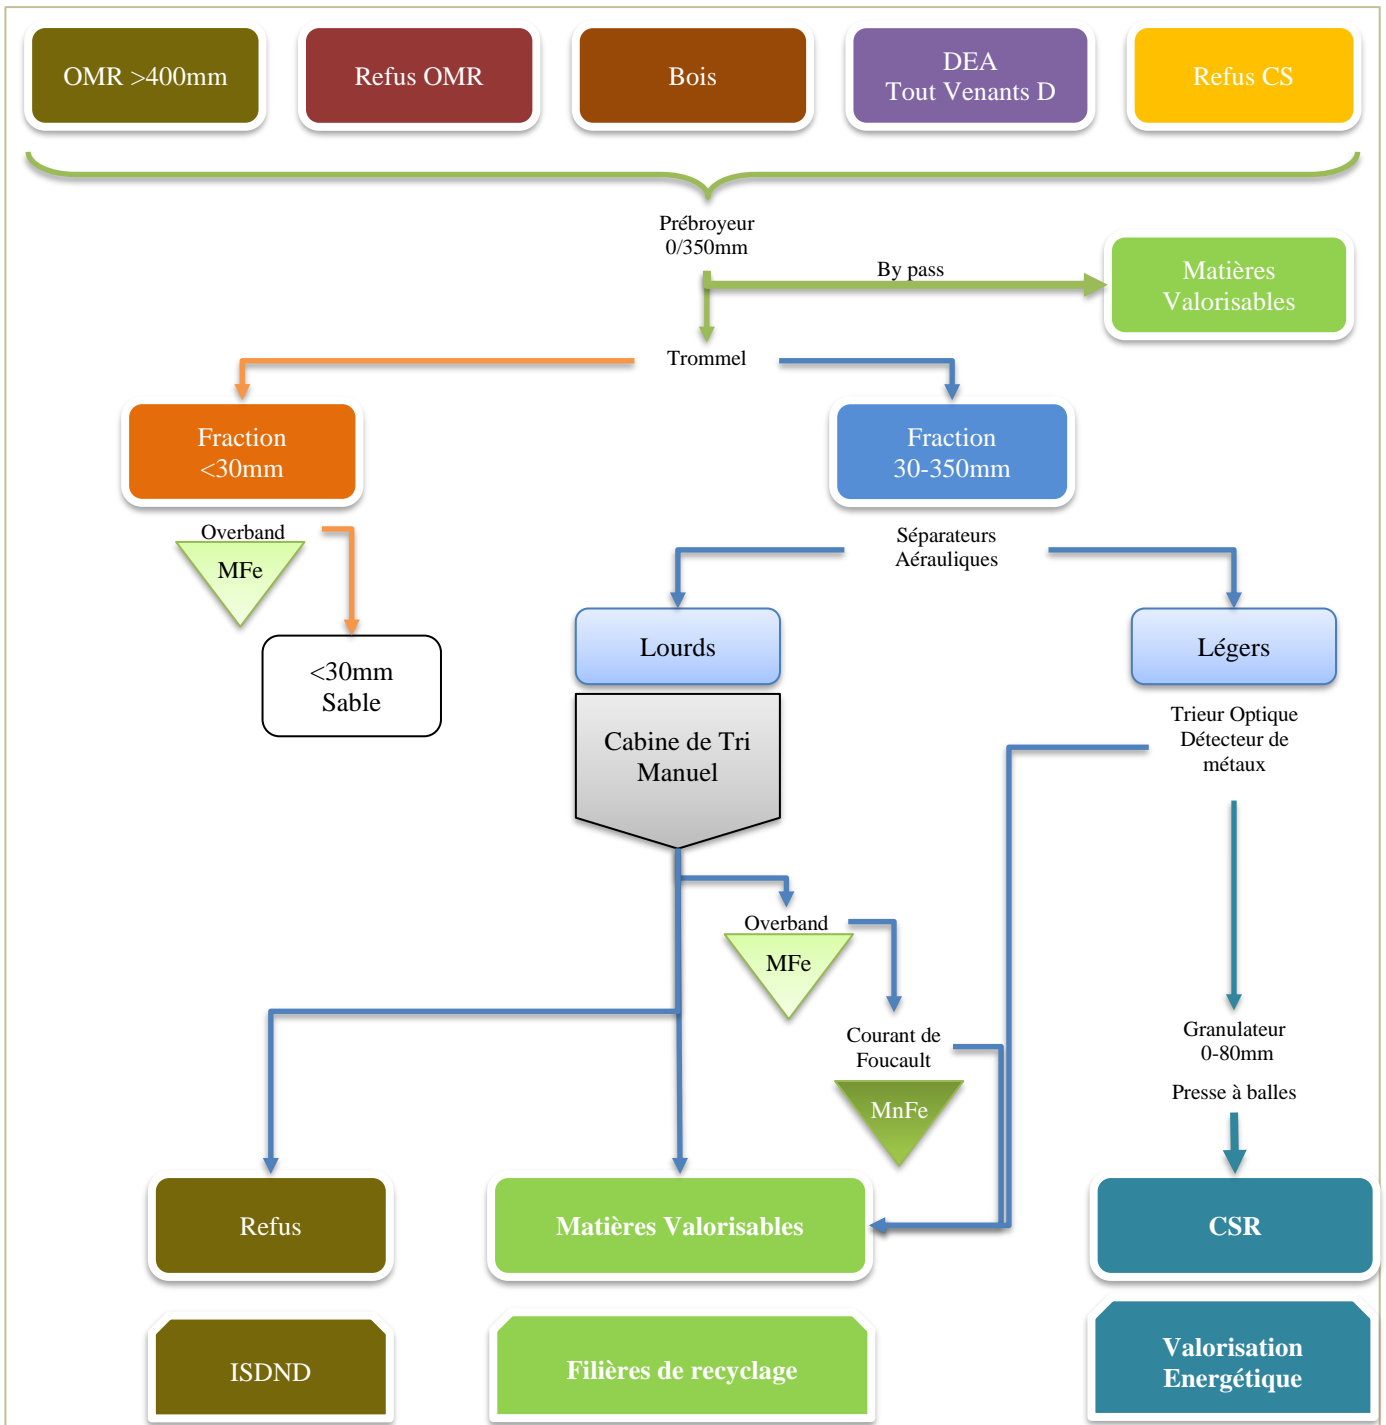 OMR >400mm
Refus OMR
Bois
DEA
Tout Venants D
Refus CS
Prébroyeur
0/350mm
By pass
Matières
Valorisables
Trommel
Fraction
<30mm
Fraction
30-350mm
Overband
MFe
Séparateurs
Aérauliques
<30mm
Sable
Lourds
Légers
Cabine de Tri
Manuel
Trieur Optique
Détecteur de
métaux
Overband
MFe
Courant de
Foucault
MnFe
Granulateur
0-80mm
Presse à balles
Refus
Matières Valorisables
CSR
ISDND
Filières de recyclage
Valorisation
Energétique